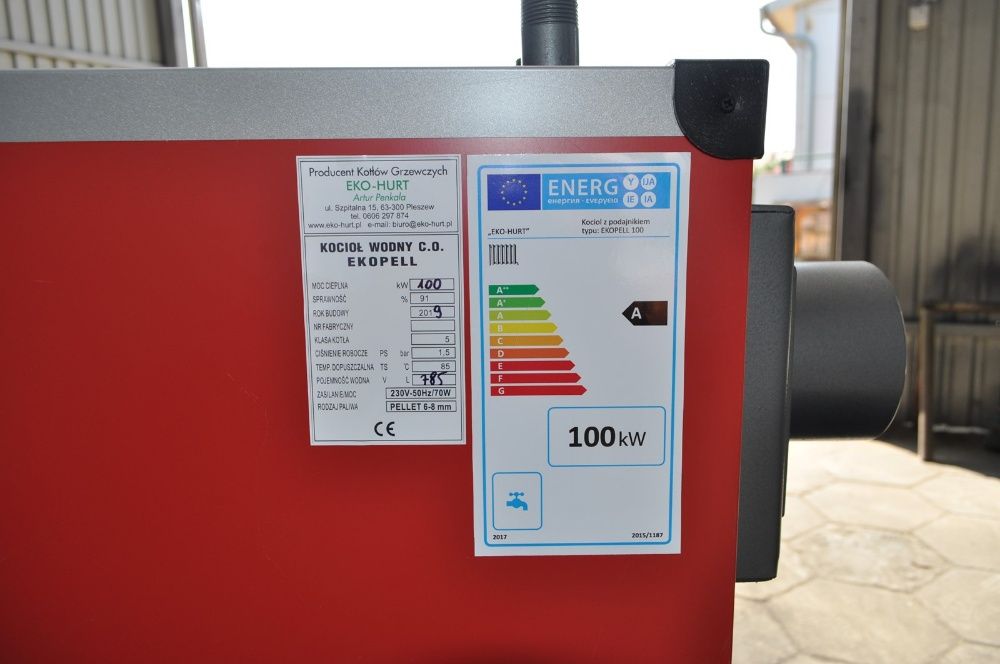 Producent Kotłów Grzewczych
EKO-HURT
Artur Penkala
ul. Szpitalna 15, 63-300 Pleszew
tel. 0606 297 874
www.eko-hurt.pl e-mail: biuro@eko-hurt.pl
KOCIOŁ WODNY C.O.
EKOPELL
MOC CIEPLNA kW 100
SPRAWNOŚĆ % 91
ROK BUDOWY 2019
NR FABRYCZNY
KLASA KOTŁA 5
CIŚNIENIE ROBOCZE PS bar 1,5
TEMP. DOPUSZCZALNA TS °C 85
POJEMNOŚĆ WODNA V L 785
ZASILANIE/MOC 230V-50Hz/70W
RODZAJ PALIWA PELLET 6-8 mm
CE
ENERG Y IJA
енергия · ενεργεια IE IA
„EKO-HURT" Kocioł z podajnikiem
typu: EKOPELL 100
A++
A+
A
B
C
D
E
F
G
A
100 kW
2017 2015/1187